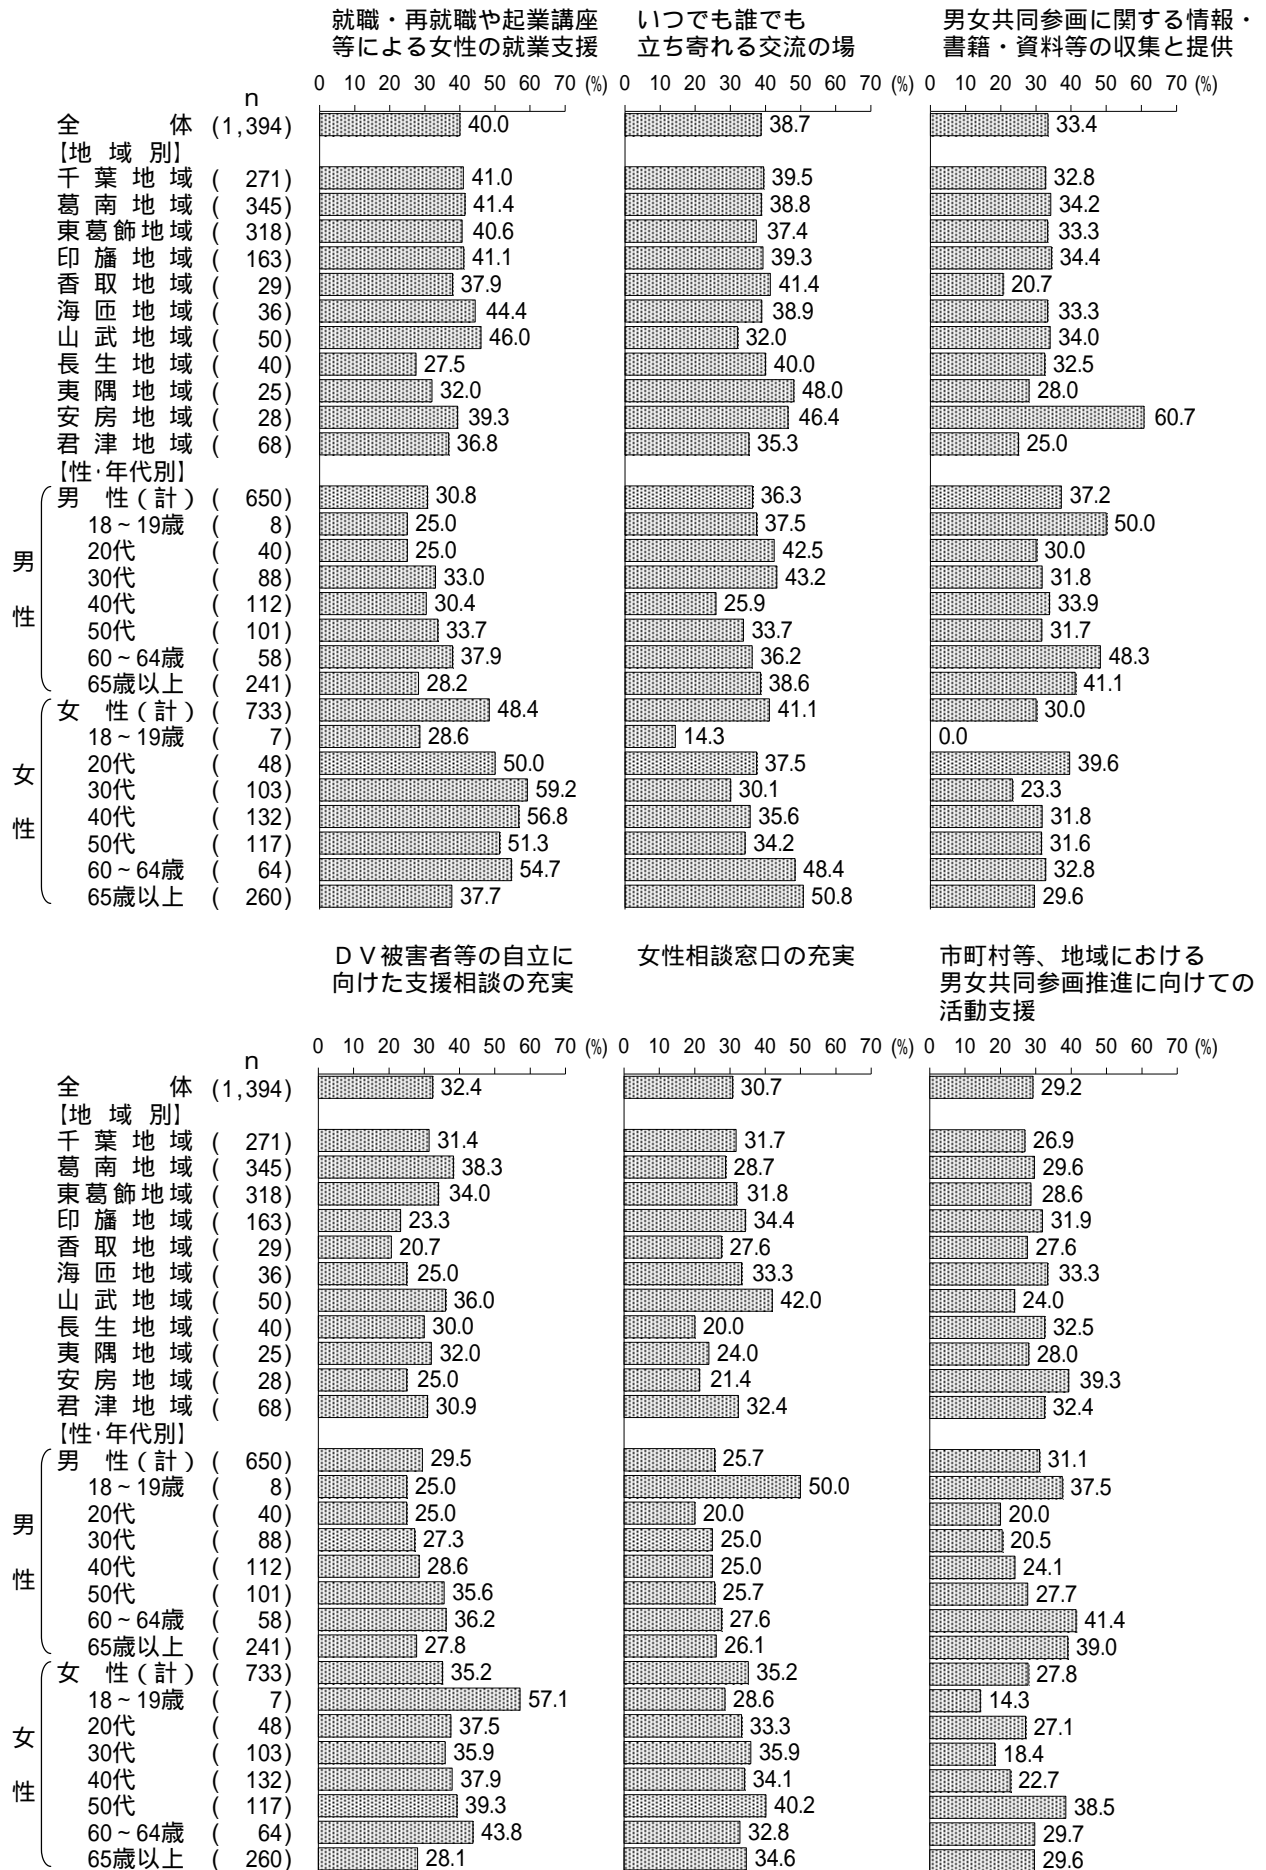 就職・再就職や起業講座 いつでも誰でも 男女共同参画に関する情報・
等による女性の就業支援 立ち寄れる交流の場 書籍・資料等の収集と提供
0 10 20 30 40 50 60 70 (%) 0 10 20 30 40 50 60 70 (%) 0 10 20 30 40 50 60 70 (%)
n
全体 (1,394) 40.0 38.7 33.4
【地域別】
千葉地域 ( 271) 41.0 39.5 32.8
葛南地域 ( 345) 41.4 38.8 34.2
東葛飾地域 ( 318) 40.6 37.4 33.3
印旛地域 ( 163) 41.1 39.3 34.4
香取地域 ( 29) 37.9 41.4 20.7
海匝地域 ( 36) 44.4 38.9 33.3
山武地域 ( 50) 46.0 32.0 34.0
長生地域 ( 40) 27.5 40.0 32.5
夷隅地域 ( 25) 32.0 48.0 28.0
安房地域 ( 28) 39.3 46.4 60.7
君津地域 ( 68) 36.8 35.3 25.0
【性・年代別】
男性(計) ( 650) 30.8 36.3 37.2
18~19歳 ( 8) 25.0 37.5 50.0
20代 ( 40) 25.0 42.5 30.0
男 30代 ( 88) 33.0 43.2 31.8
40代 ( 112) 30.4 25.9 33.9
性 50代 ( 101) 33.7 33.7 31.7
60~64歳 ( 58) 37.9 36.2 48.3
65歳以上 ( 241) 28.2 38.6 41.1
女性(計) ( 733) 48.4 41.1 30.0
18~19歳 ( 7) 28.6 14.3 0.0
女 20代 ( 48) 50.0 37.5 39.6
30代 ( 103) 59.2 30.1 23.3
性 40代 ( 132) 56.8 35.6 31.8
50代 ( 117) 51.3 34.2 31.6
60~64歳 ( 64) 54.7 48.4 32.8
65歳以上 ( 260) 37.7 50.8 29.6
DV被害者等の自立に 女性相談窓口の充実 市町村等、地域における
向けた支援相談の充実 男女共同参画推進に向けての
活動支援
0 10 20 30 40 50 60 70 (%) 0 10 20 30 40 50 60 70 (%) 0 10 20 30 40 50 60 70 (%)
n
全体 (1,394) 32.4 30.7 29.2
【地域別】
千葉地域 ( 271) 31.4 31.7 26.9
葛南地域 ( 345) 38.3 28.7 29.6
東葛飾地域 ( 318) 34.0 31.8 28.6
印旛地域 ( 163) 23.3 34.4 31.9
香取地域 ( 29) 20.7 27.6 27.6
海匝地域 ( 36) 25.0 33.3 33.3
山武地域 ( 50) 36.0 42.0 24.0
長生地域 ( 40) 30.0 20.0 32.5
夷隅地域 ( 25) 32.0 24.0 28.0
安房地域 ( 28) 25.0 21.4 39.3
君津地域 ( 68) 30.9 32.4 32.4
【性・年代別】
男性(計) ( 650) 29.5 25.7 31.1
18~19歳 ( 8) 25.0 50.0 37.5
男 20代 ( 40) 25.0 20.0 20.0
30代 ( 88) 27.3 25.0 20.5
性 40代 ( 112) 28.6 25.0 24.1
50代 ( 101) 35.6 25.7 27.7
60~64歳 ( 58) 36.2 27.6 41.4
65歳以上 ( 241) 27.8 26.1 39.0
女性(計) ( 733) 35.2 35.2 27.8
18~19歳 ( 7) 57.1 28.6 14.3
女 20代 ( 48) 37.5 33.3 27.1
30代 ( 103) 35.9 35.9 18.4
性 40代 ( 132) 37.9 34.1 22.7
50代 ( 117) 39.3 40.2 38.5
60~64歳 ( 64) 43.8 32.8 29.7
65歳以上 ( 260) 28.1 34.6 29.6